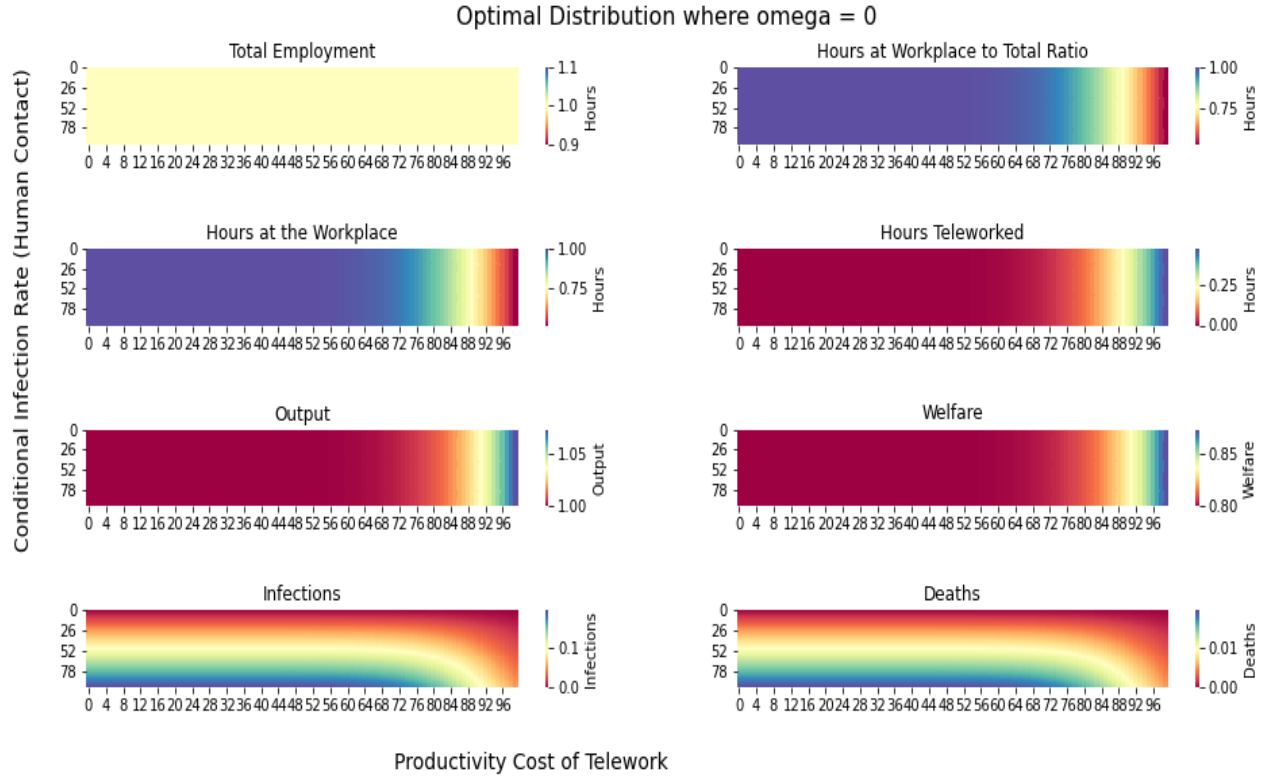 Optimal Distribution where omega = 0
Conditional Infection Rate (Human Contact)
Total Employment
0
26
52
78
0 4 8 12 16 20 24 28 32 36 40 44 48 52 56 60 64 68 72 76 80 84 88 92 96
1.1
1.0
0.9
Hours
Hours at Workplace to Total Ratio
0
26
52
78
0 4 8 12 16 20 24 28 32 36 40 44 48 52 56 60 64 68 72 76 80 84 88 92 96
1.00
0.75
Hours
Hours at the Workplace
0
26
52
78
0 4 8 12 16 20 24 28 32 36 40 44 48 52 56 60 64 68 72 76 80 84 88 92 96
1.00
0.75
Hours
Hours Teleworked
0
26
52
78
0 4 8 12 16 20 24 28 32 36 40 44 48 52 56 60 64 68 72 76 80 84 88 92 96
0.25
0.00
Hours
Output
0
26
52
78
0 4 8 12 16 20 24 28 32 36 40 44 48 52 56 60 64 68 72 76 80 84 88 92 96
1.05
1.00
Output
Welfare
0
26
52
78
0 4 8 12 16 20 24 28 32 36 40 44 48 52 56 60 64 68 72 76 80 84 88 92 96
0.85
0.80
Welfare
Infections
0
26
52
78
0 4 8 12 16 20 24 28 32 36 40 44 48 52 56 60 64 68 72 76 80 84 88 92 96
0.1
0.0
Infections
Deaths
0
26
52
78
0 4 8 12 16 20 24 28 32 36 40 44 48 52 56 60 64 68 72 76 80 84 88 92 96
0.01
0.00
Deaths
Productivity Cost of Telework